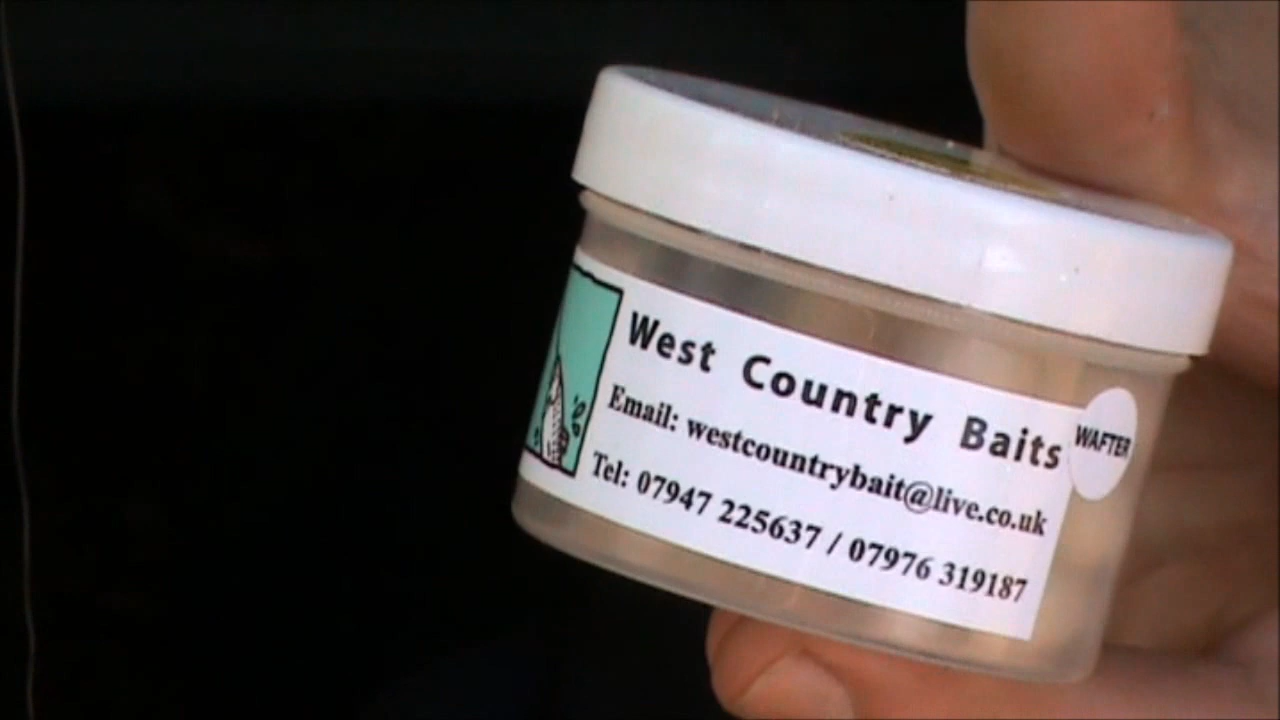 West Country Baits
WAFTER
Email: westcountrybait@live.co.uk
Tel: 07947 225637 / 07976 319187